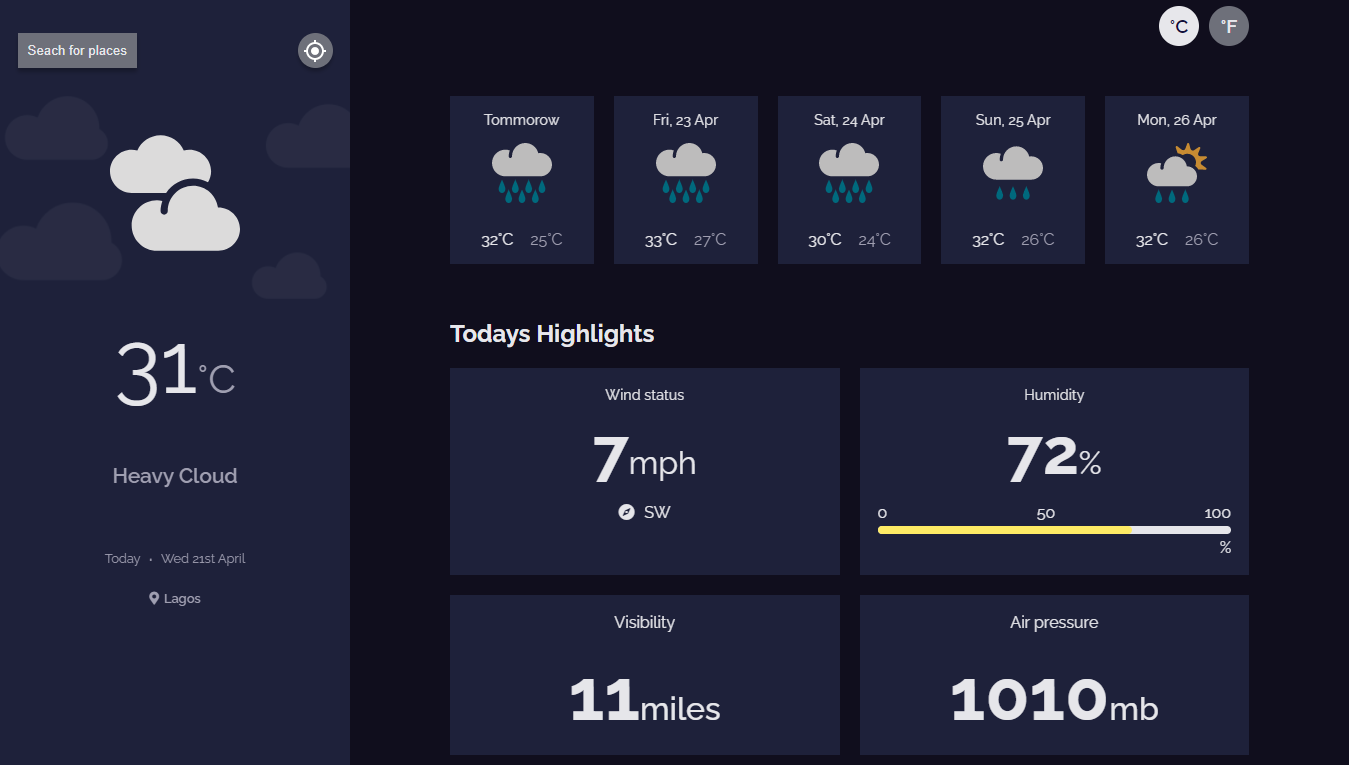 Seach for places
31°C
Heavy Cloud
Today • Wed 21st April
Lagos
°C °F
Tommorow
32°C 25°C
Fri, 23 Apr
33°C 27°C
Sat, 24 Apr
30°C 24°C
Sun, 25 Apr
32°C 26°C
Mon, 26 Apr
32°C 26°C
Todays Highlights
Wind status
7mph
SW
Humidity
72%
0 50 100
%
Visibility
11miles
Air pressure
1010mb